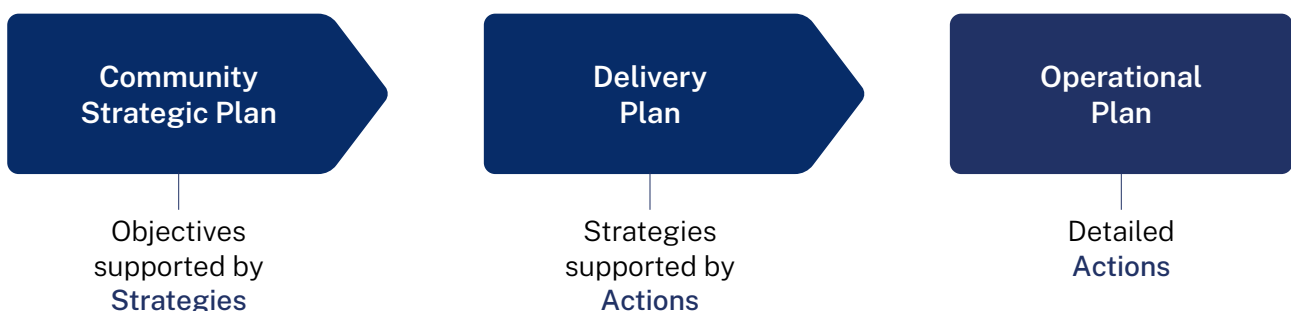 Community
Strategic Plan
Delivery
Plan
Operational
Plan
Objectives
supported by
Strategies
Strategies
supported by
Actions
Detailed
Actions